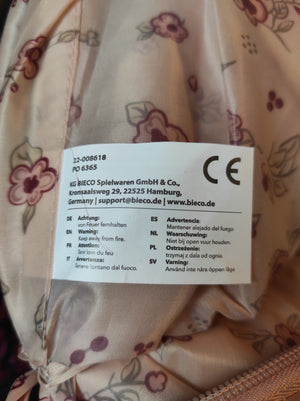 22-008618
PO 6365
KG BIECO Spielwaren GmbH & Co.,
Kronsaalsweg 29, 22525 Hamburg,
Germany | support@bieco.de | www.bieco.de
CE
DE Achtung:
von Feuer fernhalten
EN Warning:
Keep away from fire.
FR Attention:
Tenir loin du feu
IT Avvertenza:
Tenere lontano dal fuoco.
ES Advertencia:
Mantener alejado del fuego
NL Waarschuwing:
Niet bij open vuur houden.
PL Ostrzeżenie:
trzymaj z dala od ognia.
SV Varning:
Använd inte nära öppen låga